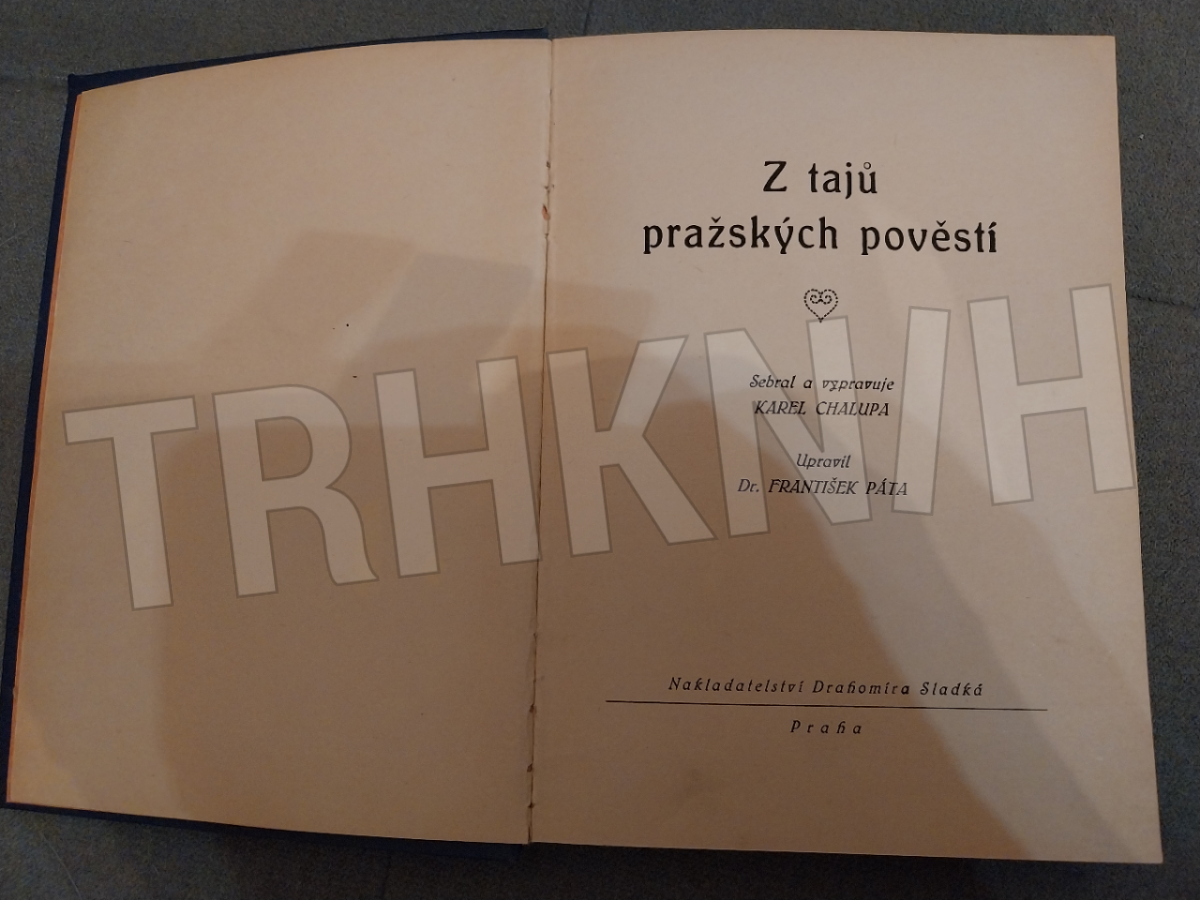 Z tajů
pražských pověstí
Sebral a vypravuje
KAREL CHALUPA
Upravil
Dr. FRANTIŠEK PÁTA
Nakladatelství Drahomíra Sladká
Praha
TRHKNIH